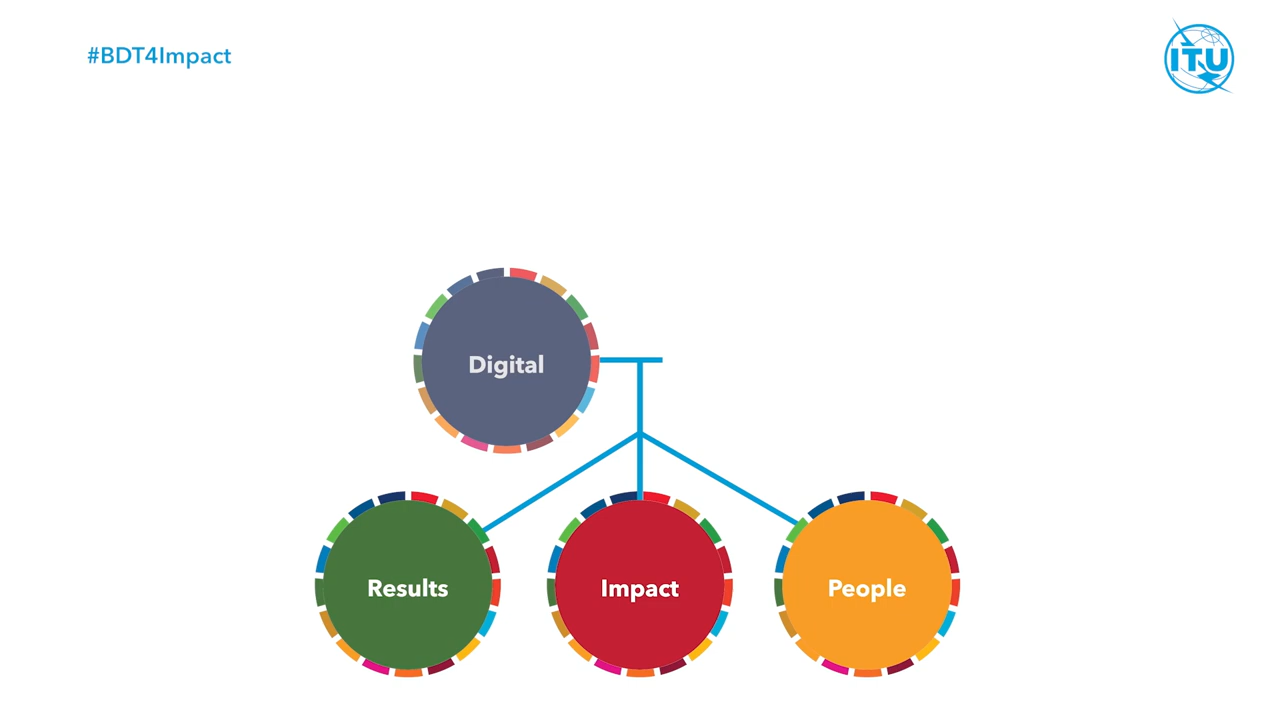 #BDT4Impact
ITU
Digital
Results
Impact
People